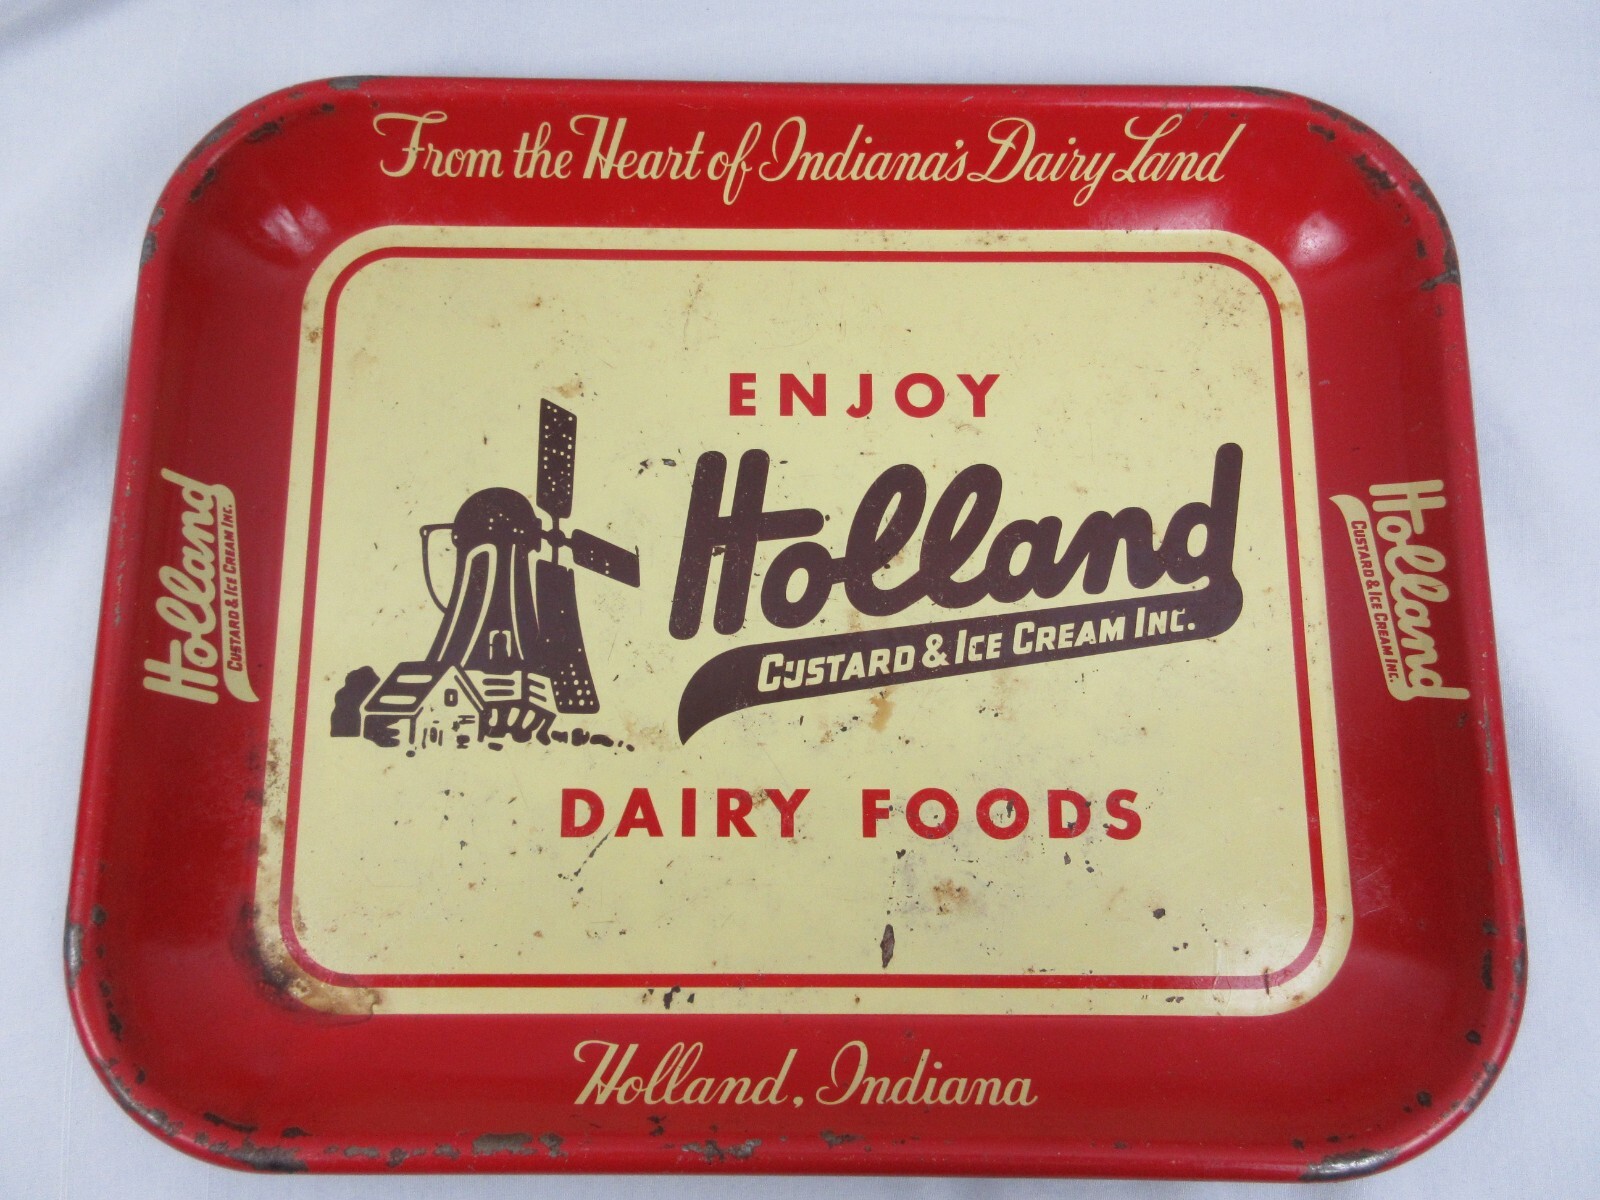 From the Heart of Indiana's Dairy Land
ENJOY
Holland
CUSTARD & ICE CREAM INC.
DAIRY FOODS
Holland
CUSTARD & ICE CREAM INC.
Holland
CUSTARD & ICE CREAM INC.
Holland, Indiana